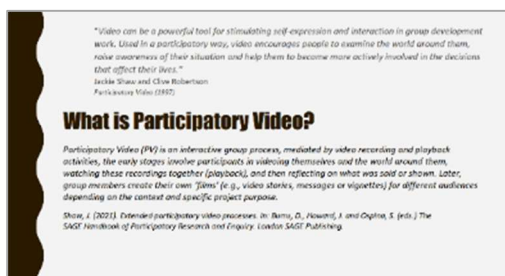 "Video can be a powerful tool for stimulating self-expression and interaction in group development
work. Used in a participatory way, video encourages people to examine the world around them,
raise awareness of their situation and help them to become more actively involved in the decisions
that affect their lives."
Jackie Shaw and Clive Robertson
Participatory Video (1997)
What is Participatory Video?
Participatory Video (PV) is an interactive group process, mediated by video recording and playback
activities, the early stages involve participants in videoing themselves and the world around them,
watching these recordings together (playback), and then reflecting on what was said or shown. Later,
group members create their own 'films' (e.g., video stories, messages or vignettes) for different audiences
depending on the context and specific project purpose.
Shaw, J. (2021). Extended participatory video processes. In: Burns, D., Howard, J. and Ospina, S. (eds.) The
SAGE Handbook of Participatory Research and Enquiry. London SAGE Publishing.